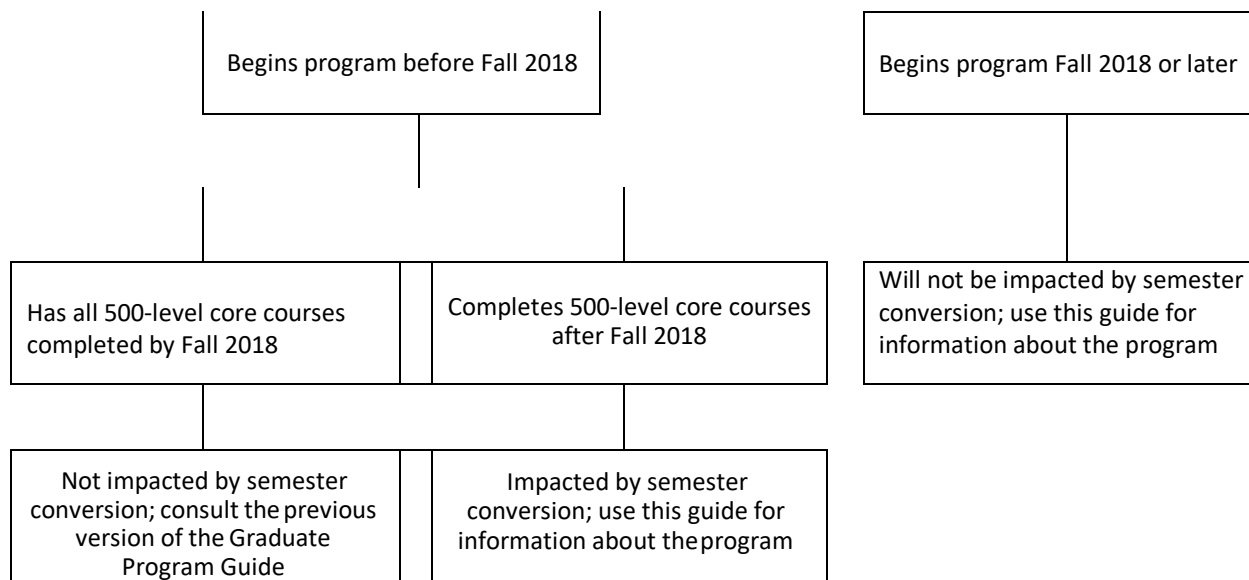 Begins program before Fall 2018
Begins program Fall 2018 or later
Has all 500-level core courses
completed by Fall 2018
Completes 500-level core courses
after Fall 2018
Will not be impacted by semester
conversion; use this guide for
information about the program
Not impacted by semester
conversion; consult the previous
version of the Graduate
Program Guide
Impacted by semester
conversion; use this guide for
information about the program